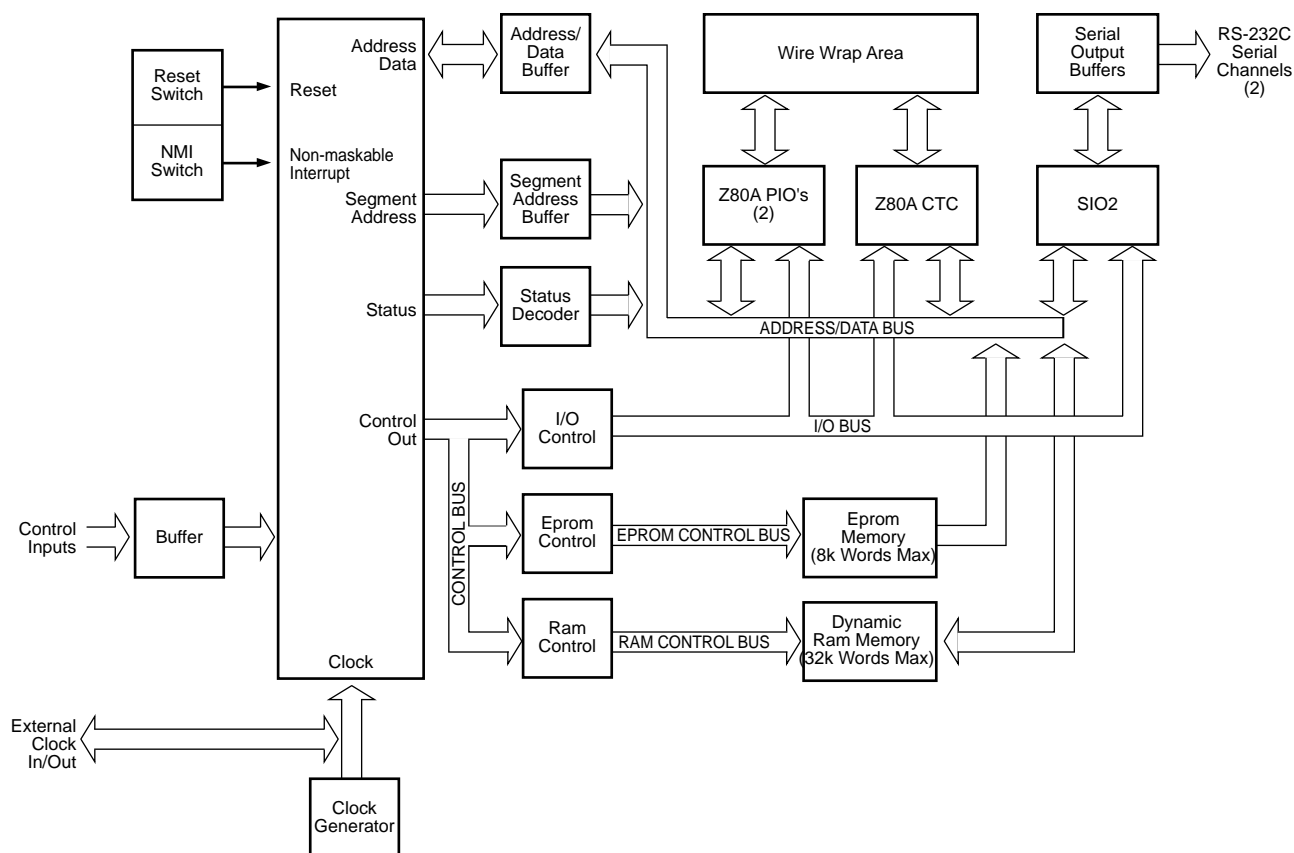 Address
Data
Address/
Data
Buffer
Wire Wrap Area
Serial
Output
Buffers
RS-232C
Serial
Channels
(2)
Reset
Switch
Reset
NMI
Switch
Non-maskable
Interrupt
Segment
Address
Segment
Address
Buffer
Z80A PIO's
(2)
Z80A CTC
SIO2
Status
Status
Decoder
ADDRESS/DATA BUS
Control
Out
I/O
Control
I/O BUS
CONTROL BUS
Control
Inputs
Buffer
Eprom
Control
EPROM CONTROL BUS
Eprom
Memory
(8k Words Max)
Ram
Control
RAM CONTROL BUS
Dynamic
Ram Memory
(32k Words Max)
Clock
External
Clock
In/Out
Clock
Generator